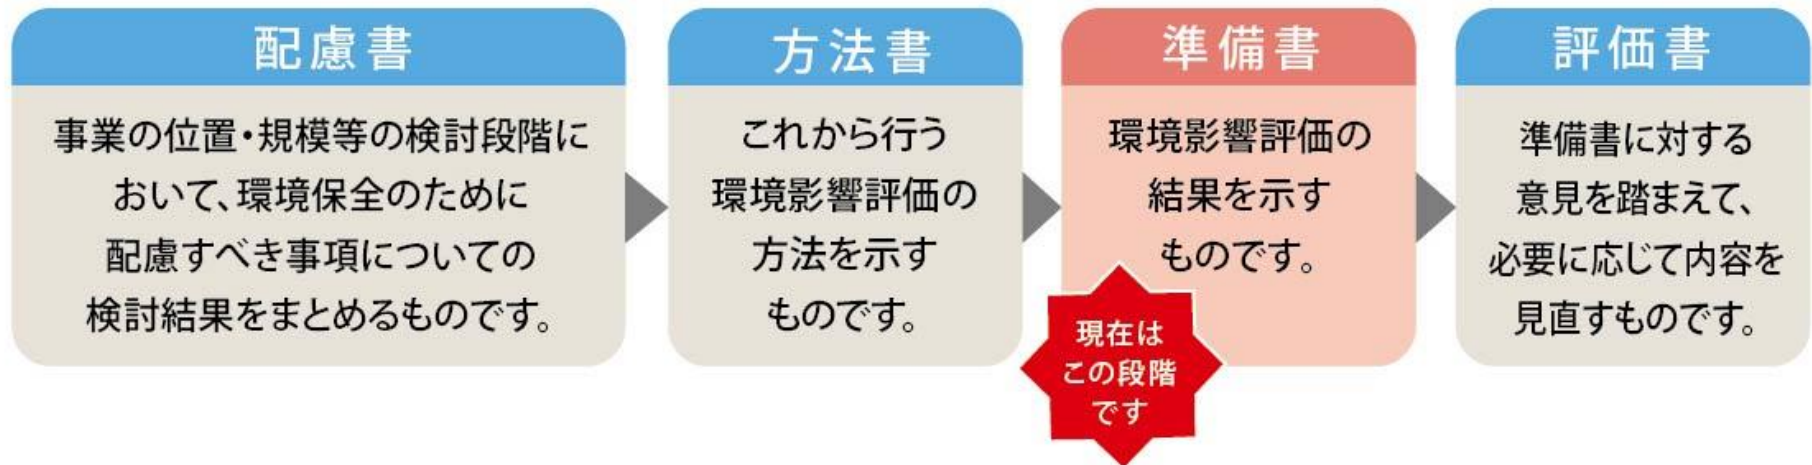 配慮書
事業の位置・規模等の検討段階に
おいて、環境保全のために
配慮すべき事項についての
検討結果をまとめるものです。
方法書
これから行う
環境影響評価の
方法を示す
ものです。
準備書
環境影響評価の
結果を示す
ものです。
現在は
この段階
です
評価書
準備書に対する
意見を踏まえて、
必要に応じて内容を
見直すものです。